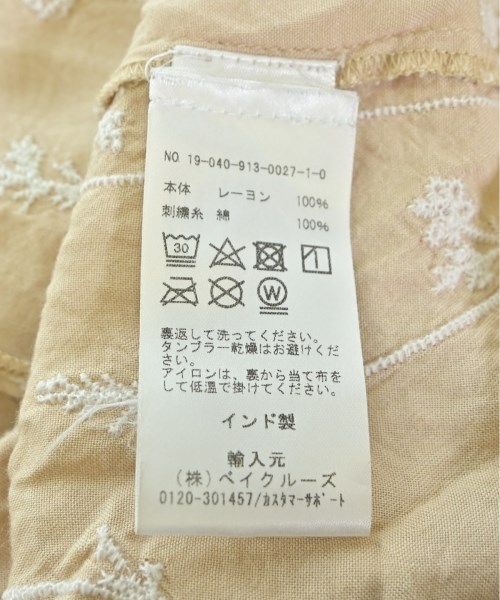 NO 19-040-913-0027-1-0
本体 レーヨン 100%
刺繍糸 綿 100%
30
W
裏返して洗ってください。
タンブラー乾燥はお避けくだ
さい。
アイロンは、裏から当て布を
して低温で掛けてください。
インド製
輸入元
(株)ベイクルーズ
0120-301457/カスタマーサポート